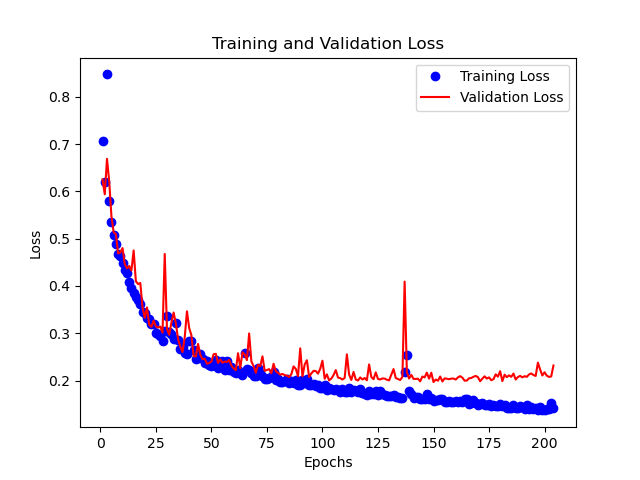 Training and Validation Loss
Training Loss
Validation Loss
0.8
0.7
0.6
0.5
0.4
0.3
0.2
Loss
0 25 50 75 100 125 150 175 200
Epochs